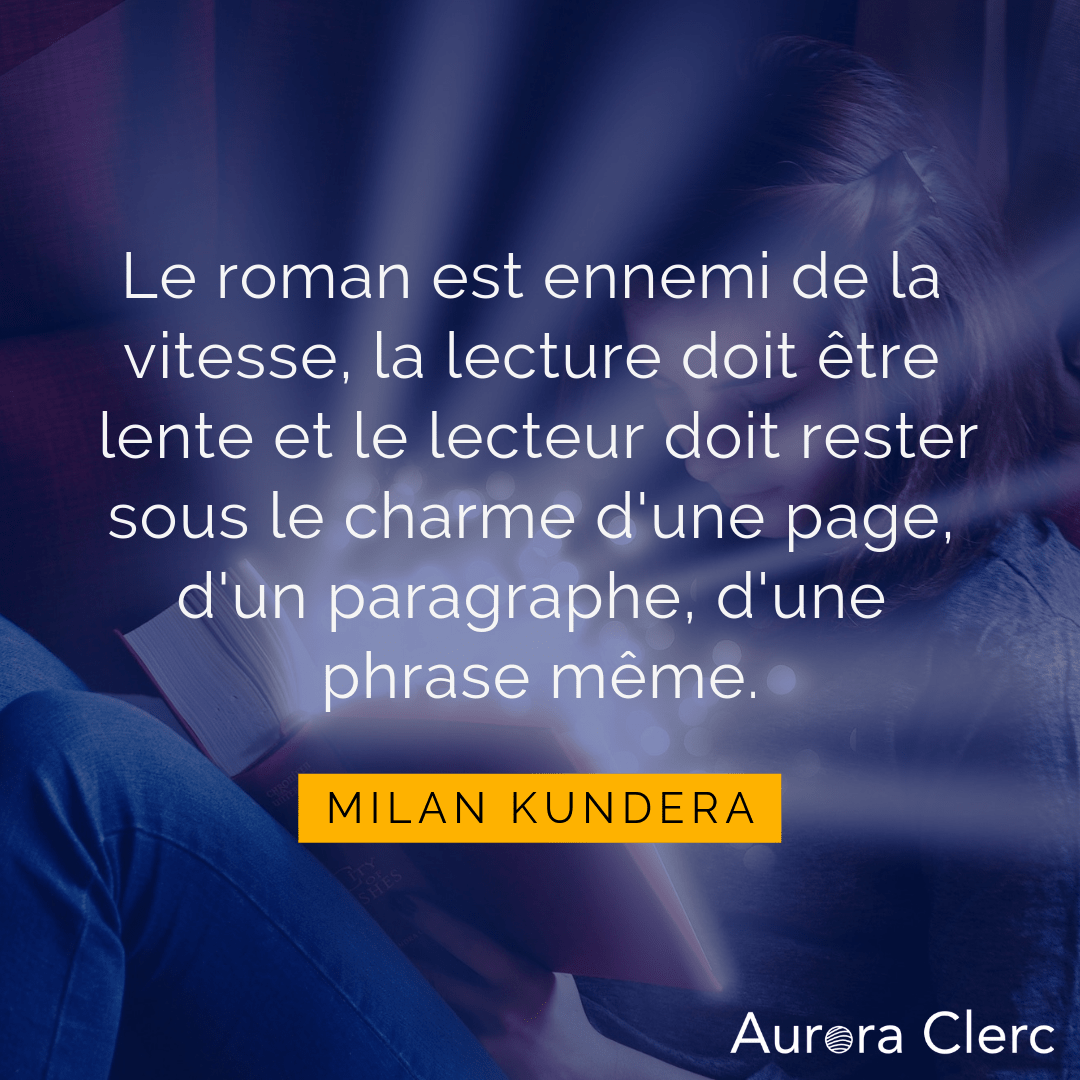 Le roman est ennemi de la
vitesse, la lecture doit être
lente et le lecteur doit rester
sous le charme d'une page,
d'un paragraphe, d'une
phrase même.
MILAN KUNDERA
Aurora Clerc